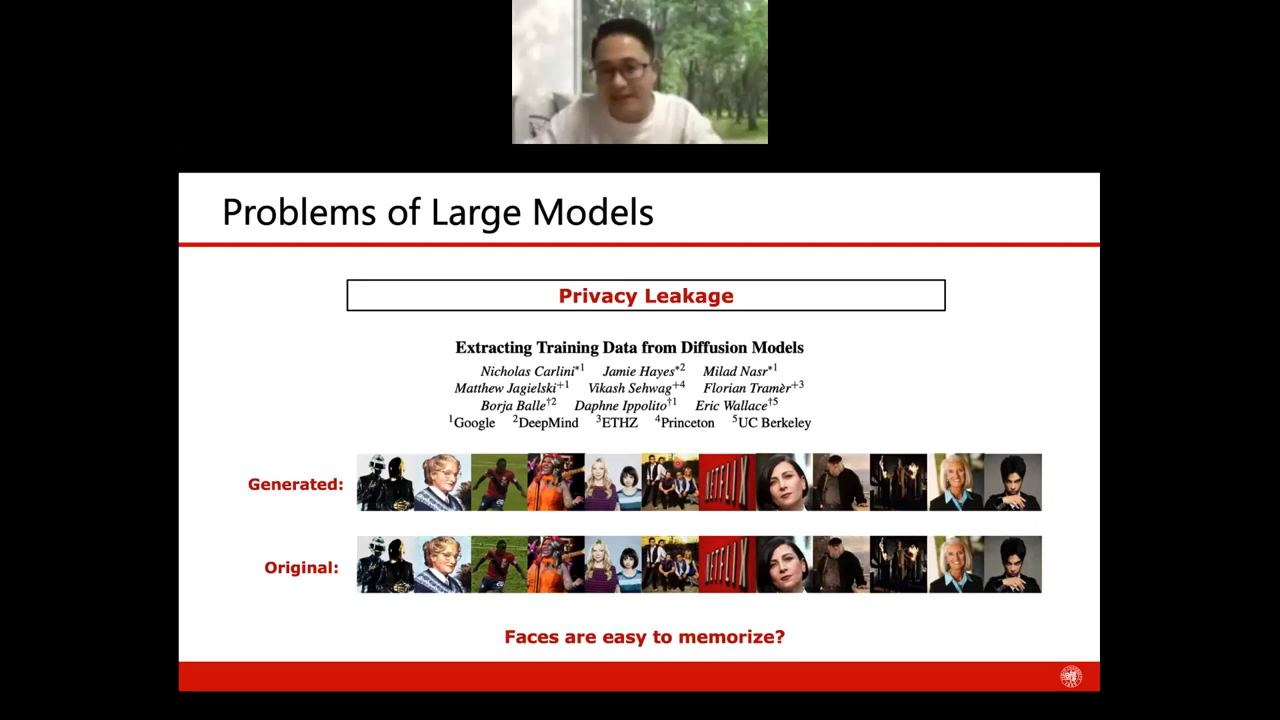 Problems of Large Models
Privacy Leakage
Extracting Training Data from Diffusion Models
Nicholas Carlini*1 Jamie Hayes*2 Milad Nasr*1
Matthew Jagielski+1 Vikash Sehwag+4 Florian Tramèr+3
Borja Balle†2 Daphne Ippolito†1 Eric Wallace†5
1Google 2DeepMind 3ETHZ 4Princeton 5UC Berkeley
Generated:
NETFLIX
Original:
NETFLIX
Faces are easy to memorize?